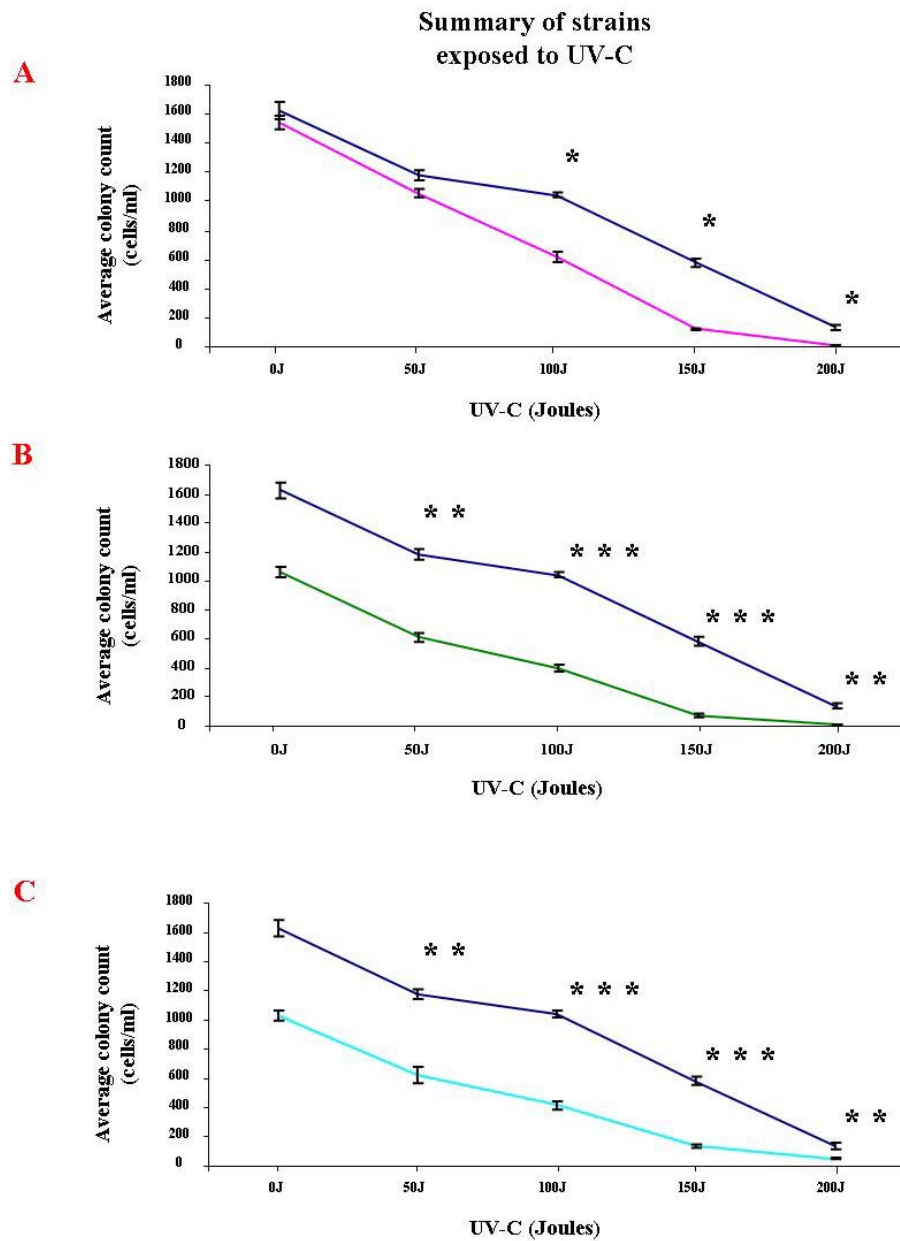 Summary of strains
exposed to UV-C
A
1800
1600
1400
1200
1000
800
600
400
200
0
Average colony count
(cells/ml)
*
*
*
0J
50J
100J
150J
200J
UV-C (Joules)
B
1800
1600
1400
1200
1000
800
600
400
200
0
Average colony count
(cells/ml)
* *
* * *
* * *
* *
0J
50J
100J
150J
200J
UV-C (Joules)
C
1800
1600
1400
1200
1000
800
600
400
200
0
Average colony count
(cells/ml)
* *
* * *
* * *
* *
0J
50J
100J
150J
200J
UV-C (Joules)